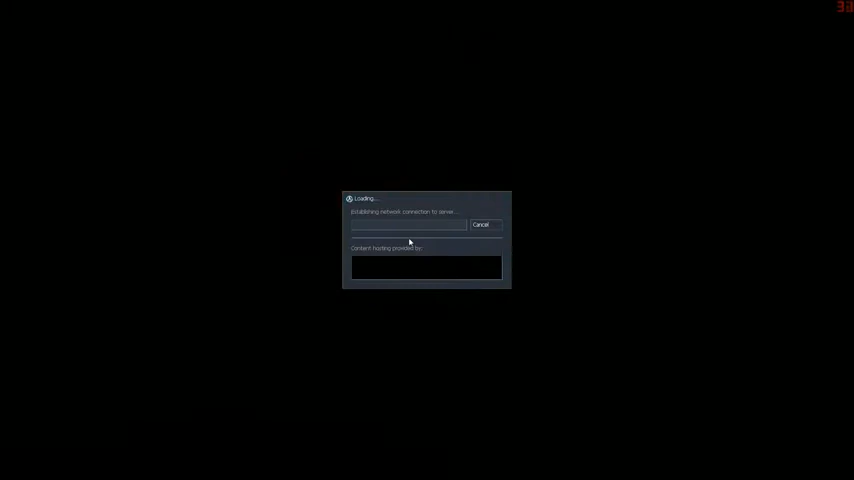 Loading...
Establishing network connection to server...
Cancel
Content hosting provided by: